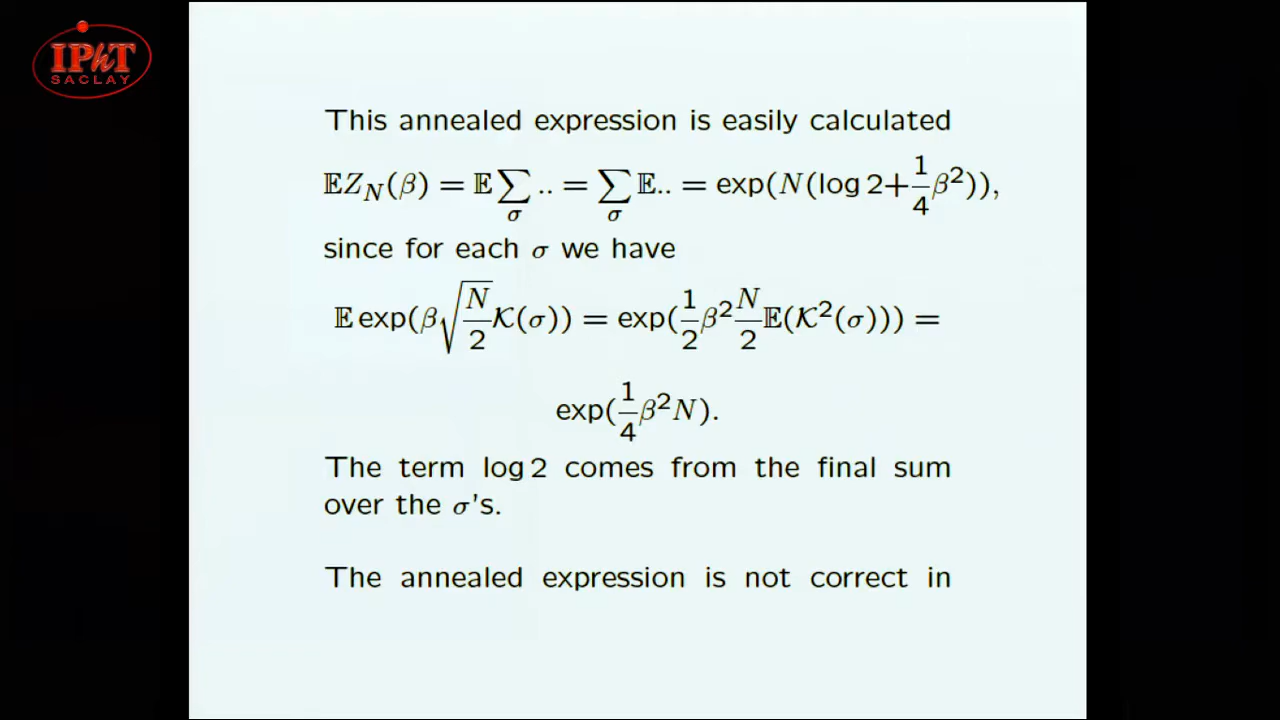 IPhT
SACLAY
This annealed expression is easily calculated
𝔼Z_N(β) = 𝔼∑_σ .. = ∑_σ 𝔼.. = exp(N(log 2+1/4 β²)),
since for each σ we have
𝔼 exp(β√(N/2) 𝒦(σ)) = exp(1/2 β² N/2 𝔼(𝒦²(σ))) =
exp(1/4 β²N).
The term log 2 comes from the final sum
over the σ's.
The annealed expression is not correct in